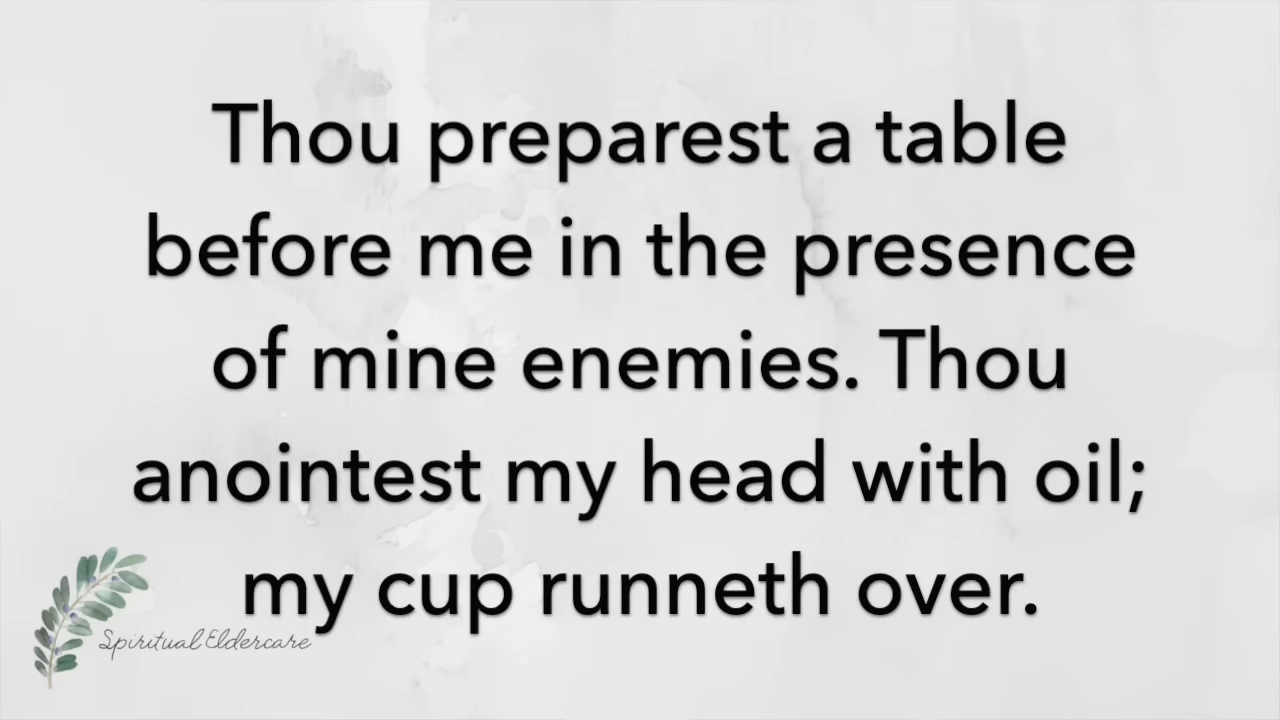 Thou preparest a table
before me in the presence
of mine enemies. Thou
anointest my head with oil;
my cup runneth over.
Spiritual Eldercare